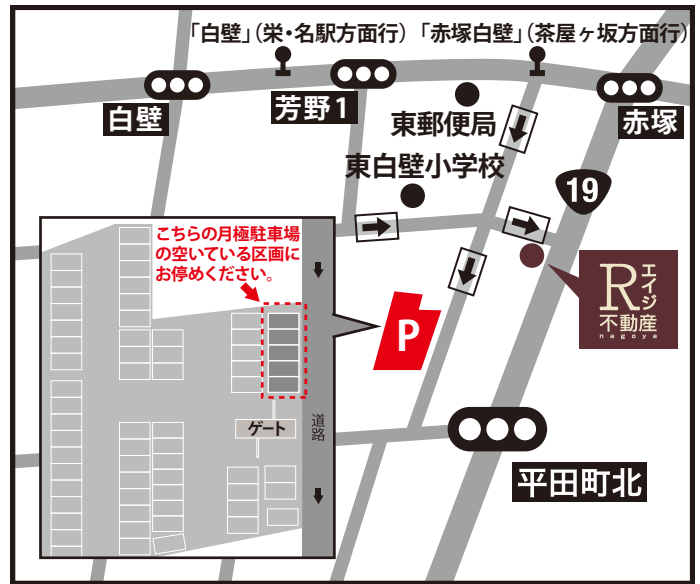 「白壁」（栄・名駅方面行）
「赤塚白壁」（茶屋ヶ坂方面行）
白壁
芳野1
東郵便局
赤塚
東白壁小学校
19
こちらの月極駐車場
の空いている区画に
お停めください。
Rエイジ
不動産
nagoya
P
ゲート
道路
平田町北